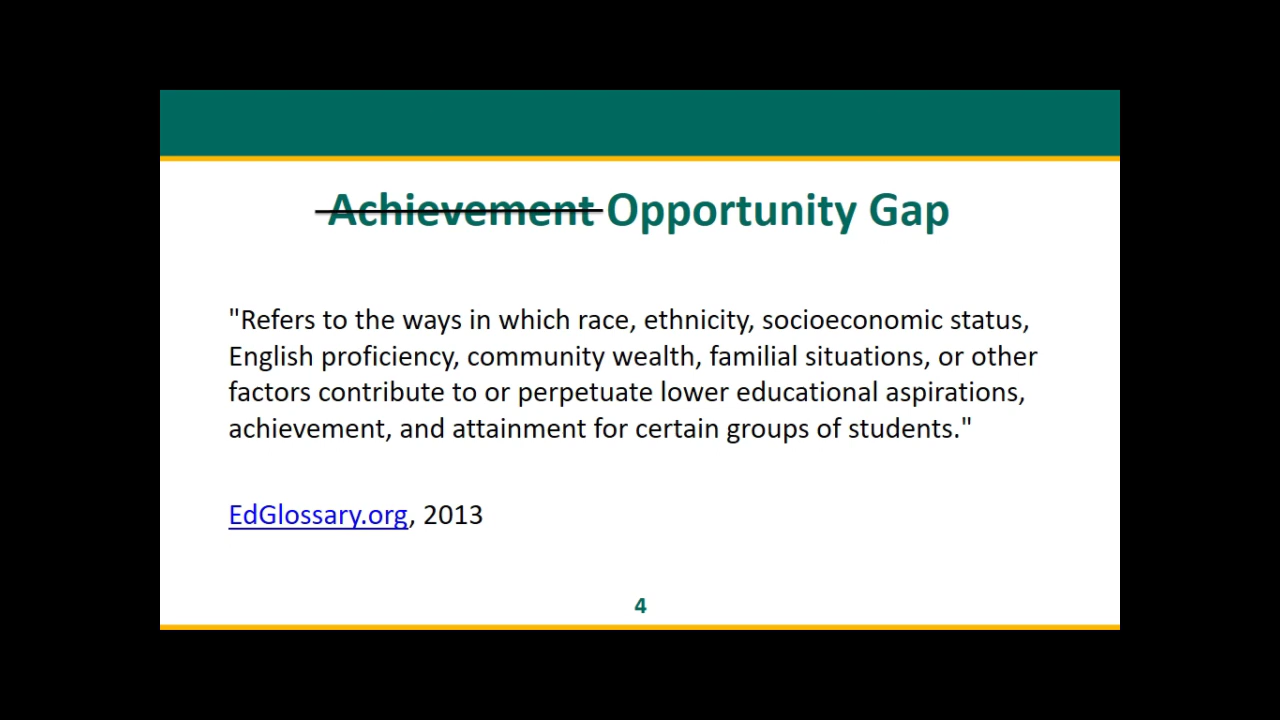 Achievement Opportunity Gap
"Refers to the ways in which race, ethnicity, socioeconomic status,
English proficiency, community wealth, familial situations, or other
factors contribute to or perpetuate lower educational aspirations,
achievement, and attainment for certain groups of students."
EdGlossary.org, 2013
4